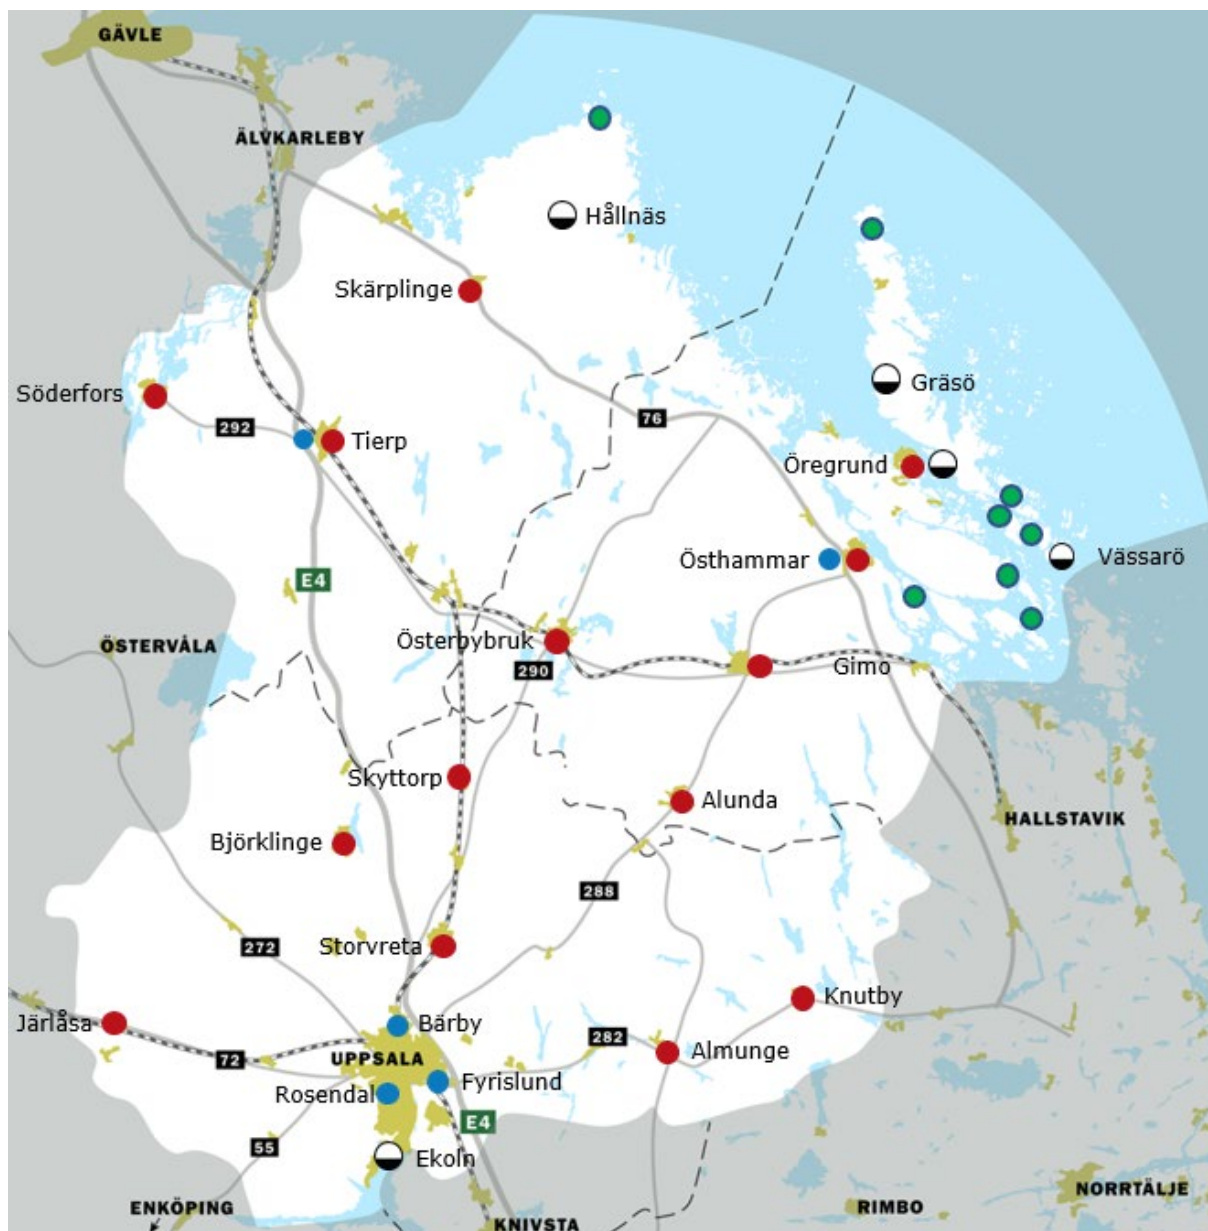 GÄVLE
ÄLVKARLEBY
Hållnäs
Skärplinge
Gräsö
Söderfors
292
76
Tierp
Öregrund
Östhammar
Vässarö
E4
ÖSTERVÅLA
Österbybruk
290
Gimo
Skyttorp
Alunda
HALLSTAVIK
Björklinge
288
272
Storvreta
Knutby
Järlåsa
Bärby
282
72
UPPSALA
Almunge
Rosendal
Fyrislund
E4
55
Ekoln
NORRTÄLJE
ENKÖPING
RIMBO
KNIVSTA